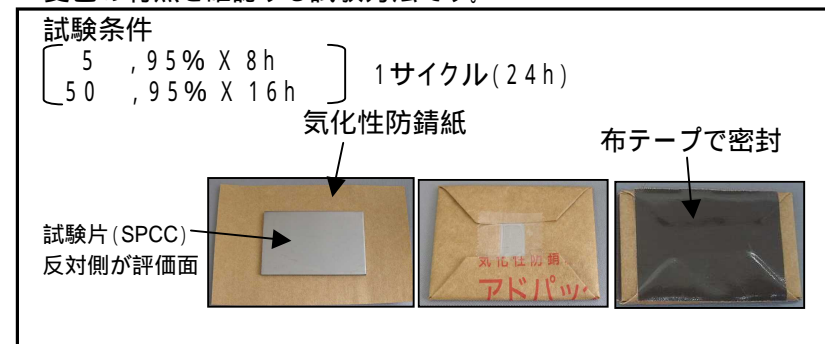 試験条件
5 ,95% X 8h
50 ,95% X 16h
1サイクル(24h)
気化性防錆紙
布テープで密封
試験片(SPCC)
反対側が評価面
気化性防錆
アドパッ